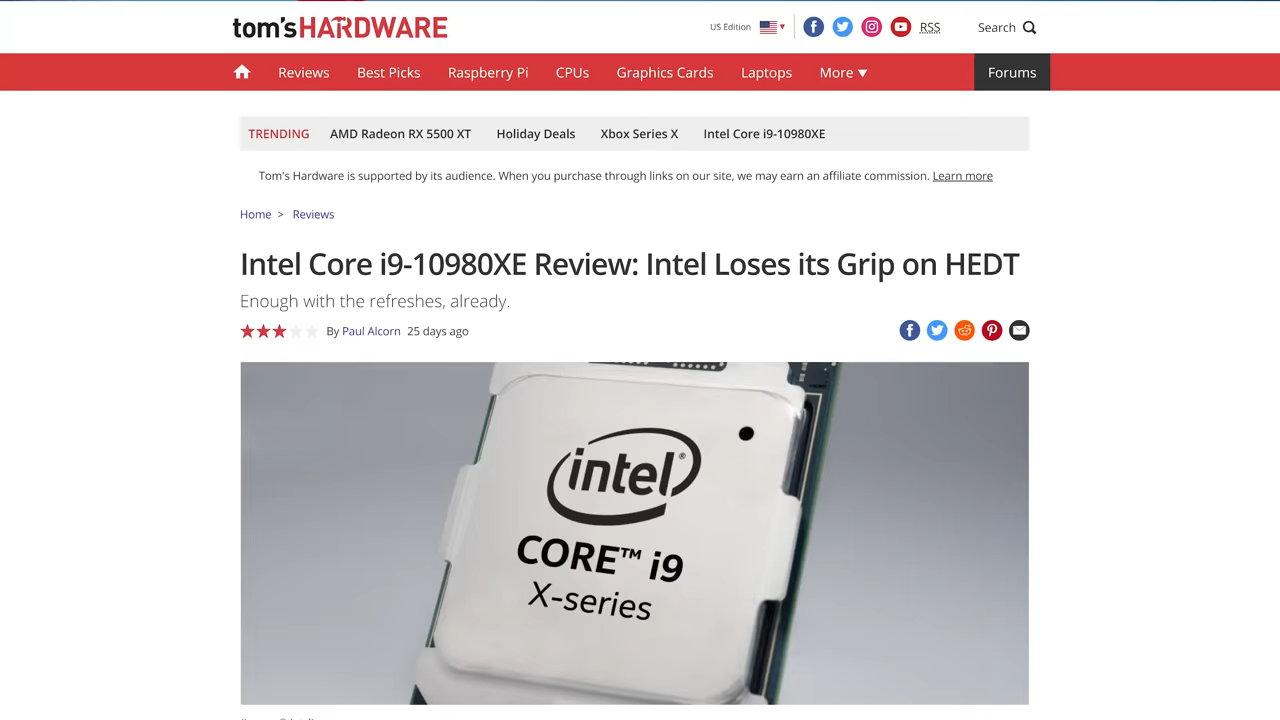 tom'sHARDWARE
US Edition
RSS
Search
Reviews Best Picks Raspberry Pi CPUs Graphics Cards Laptops More Forums
TRENDING AMD Radeon RX 5500 XT Holiday Deals Xbox Series X Intel Core i9-10980XE
Tom's Hardware is supported by its audience. When you purchase through links on our site, we may earn an affiliate commission. Learn more
Home > Reviews
Intel Core i9-10980XE Review: Intel Loses its Grip on HEDT
Enough with the refreshes, already.
By Paul Alcorn 25 days ago
intel®
CORE™ i9
X-series